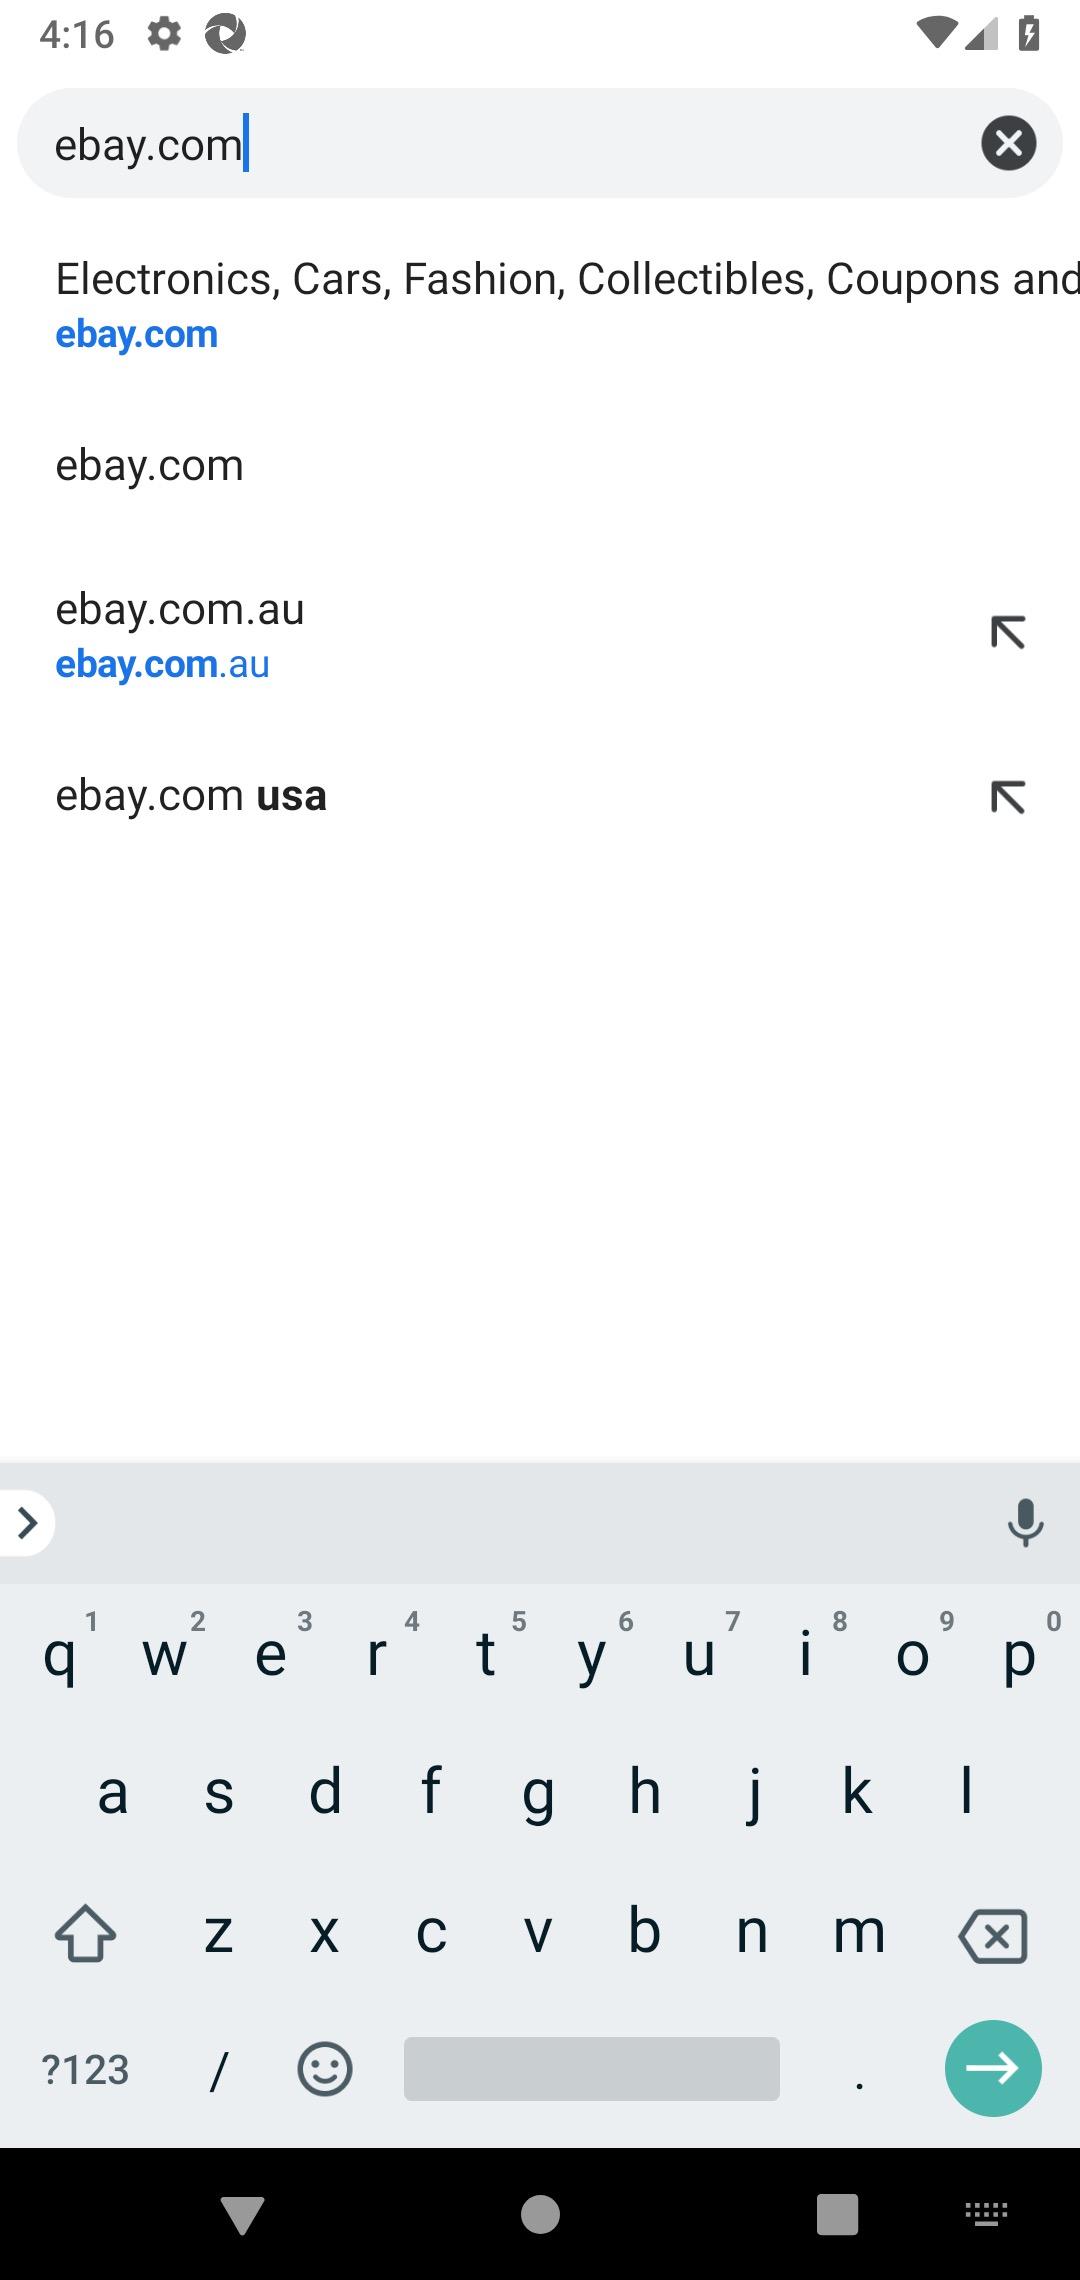 4:16
ebay.com
Electronics, Cars, Fashion, Collectibles, Coupons and
ebay.com
ebay.com
ebay.com.au
ebay.com.au
ebay.com usa
1 2 3 4 5 6 7 8 9 0
q w e r t y u i o p
a s d f g h j k l
z x c v b n m
?123 / .